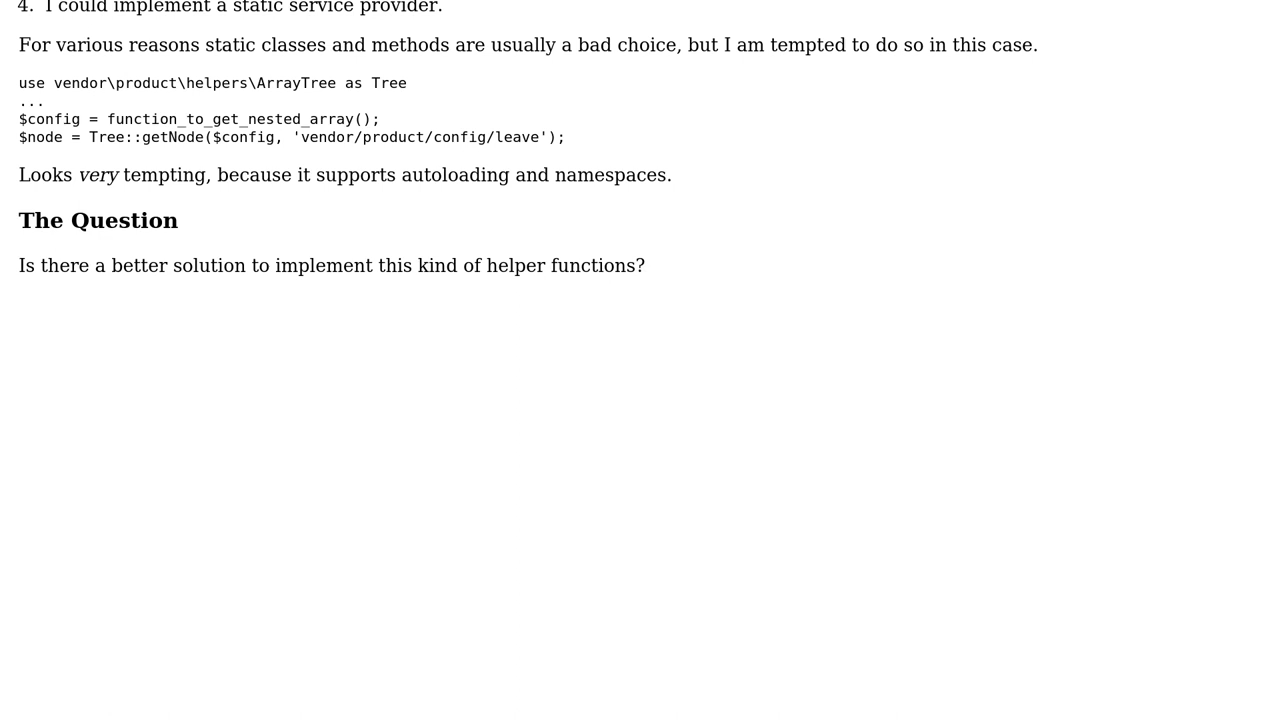 4. I could implement a static service provider.
For various reasons static classes and methods are usually a bad choice, but I am tempted to do so in this case.
use vendor\product\helpers\ArrayTree as Tree
...
$config = function_to_get_nested_array();
$node = Tree::getNode($config, 'vendor/product/config/leave');
Looks very tempting, because it supports autoloading and namespaces.
The Question
Is there a better solution to implement this kind of helper functions?